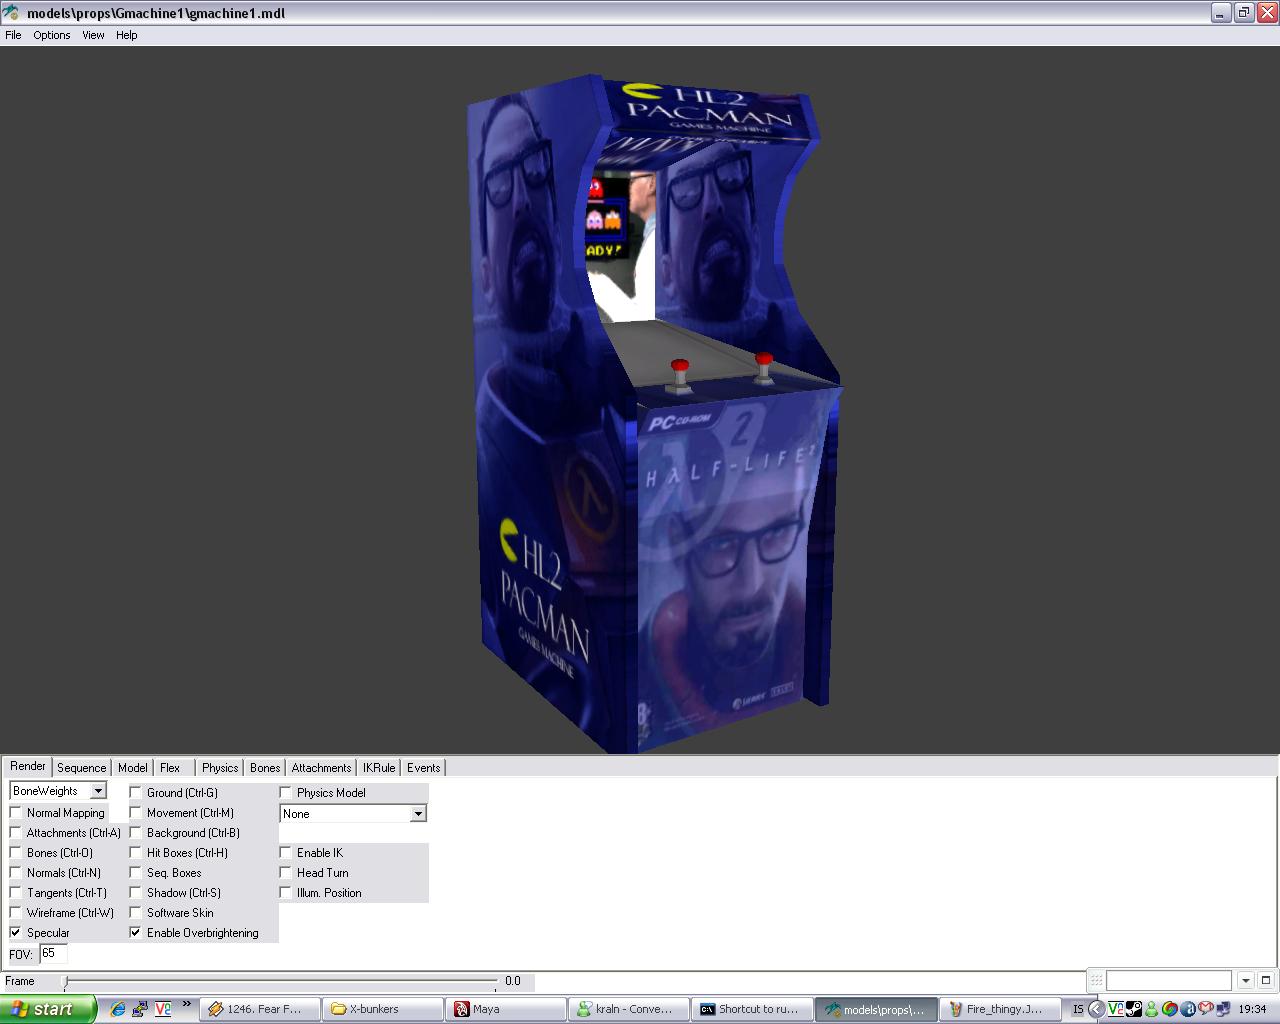 models\props\Gmachine1\gmachine1.mdl
File Options View Help
HL2
PACMAN
GAMES MACHINE
ADY!
PC CD-ROM
2
HALF-LIFE²
HL2
PACMAN
GAMES MACHINE
SIERRA
Render Sequence Model Flex Physics Bones Attachments IKRule Events
BoneWeights
Ground (Ctrl-G)
Physics Model
Normal Mapping
Movement (Ctrl-M)
None
Attachments (Ctrl-A)
Background (Ctrl-B)
Bones (Ctrl-O)
Hit Boxes (Ctrl-H)
Enable IK
Normals (Ctrl-N)
Seq. Boxes
Head Turn
Tangents (Ctrl-T)
Shadow (Ctrl-S)
Illum. Position
Wireframe (Ctrl-W)
Software Skin
Specular
Enable Overbrightening
FOV: 65
Frame
0.0
start
1246. Fear F...
X-bunkers
Maya
kraln - Conve...
Shortcut to ru...
models\props\...
Fire_thingy.J...
IS
19:34